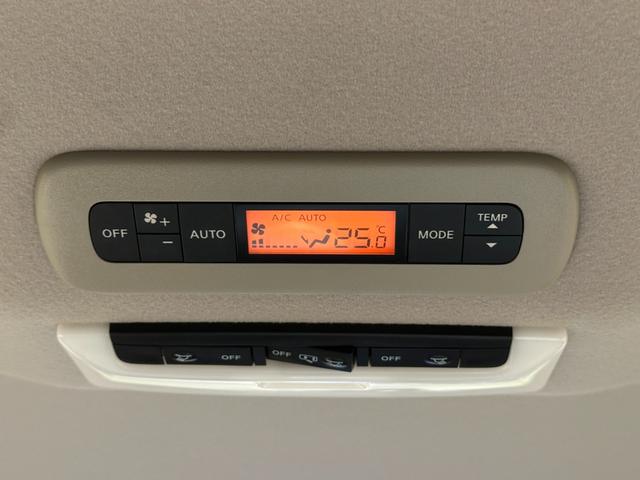 A/C AUTO
OFF + - AUTO 25.0 °C MODE TEMP
OFF OFF OFF